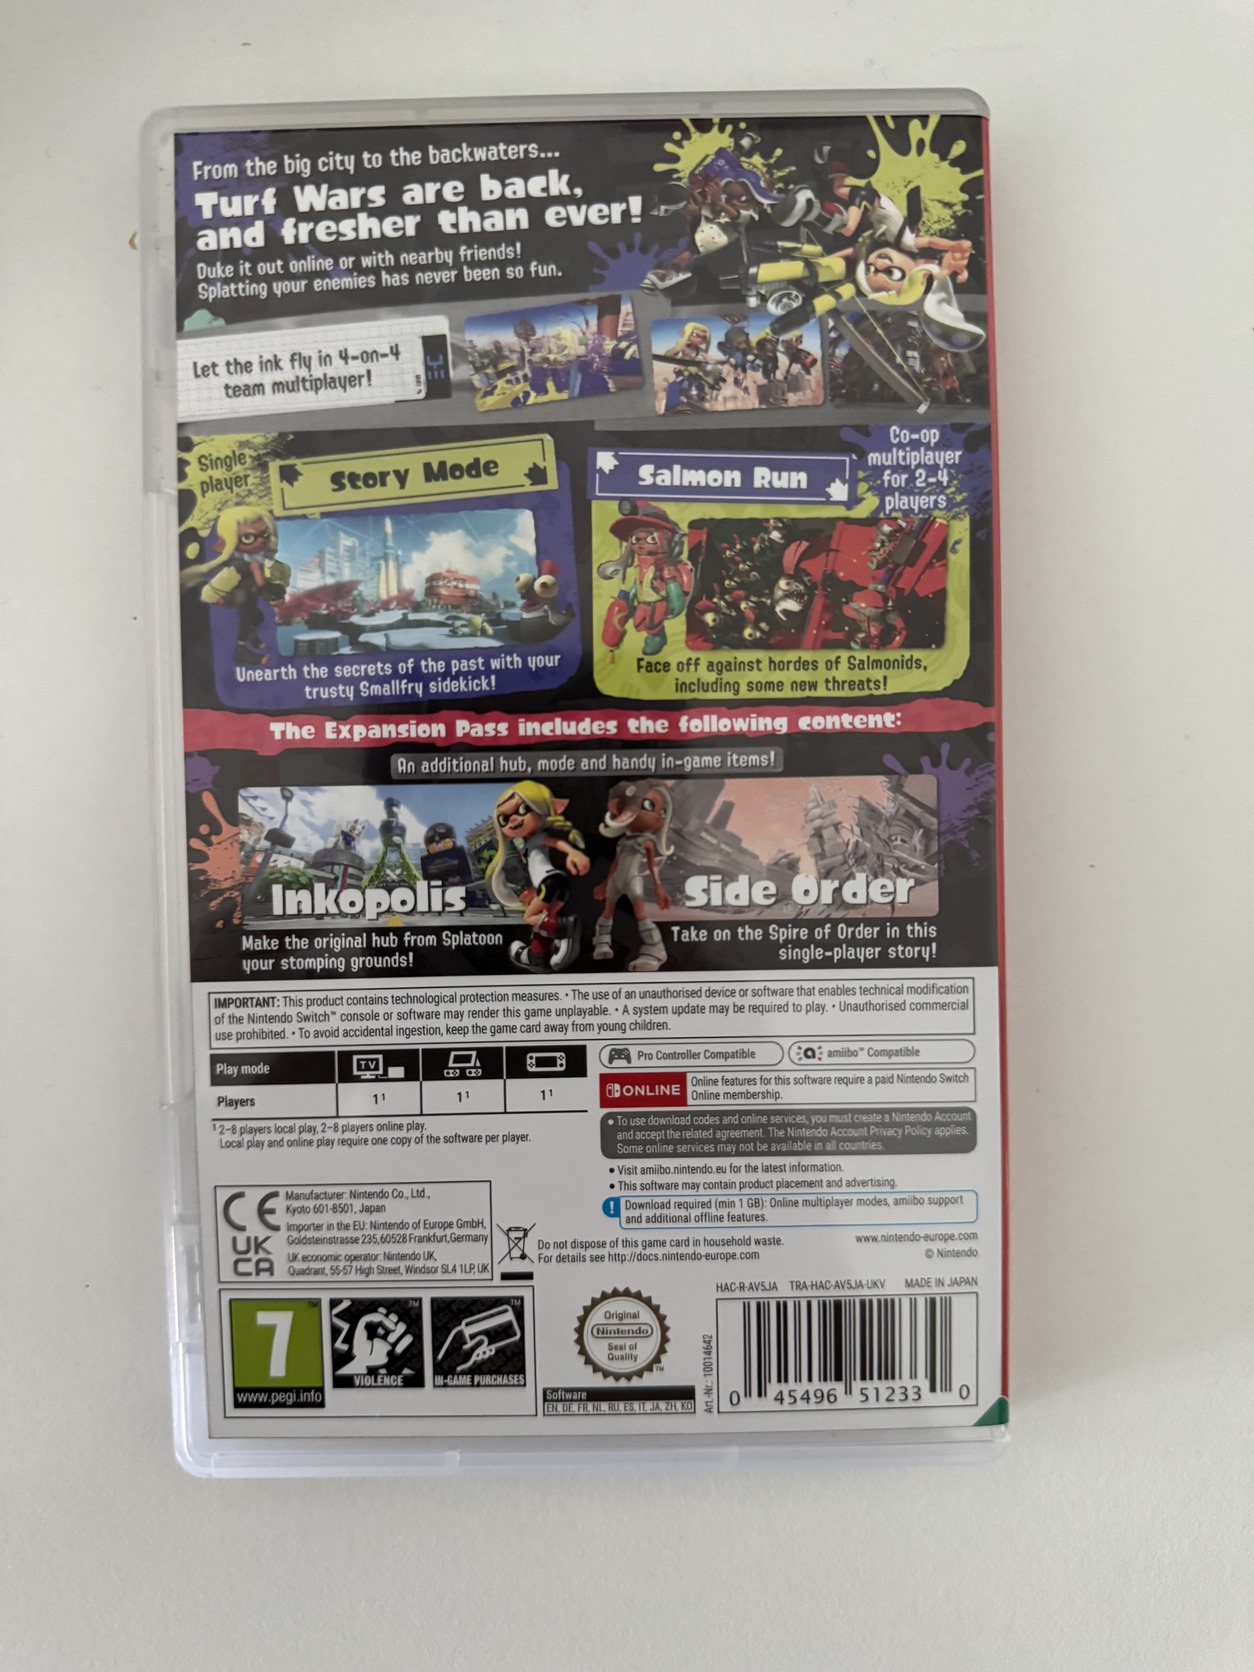 From the big city to the backwaters...
Turf Wars are back,
and fresher than ever!
Duke it out online or with nearby friends!
Splatting your enemies has never been so fun.
Let the ink fly in 4-on-4
team multiplayer!
Single
player
Story Mode
Unearth the secrets of the past with your
trusty Smallfry sidekick!
Salmon Run
Co-op
multiplayer
for 2-4
players
Face off against hordes of Salmonids,
including some new threats!
The Expansion Pass includes the following content:
An additional hub, mode and handy in-game items!
Inkopolis
Make the original hub from Splatoon
your stomping grounds!
Side Order
Take on the Spire of Order in this
single-player story!
IMPORTANT: This product contains technological protection measures. • The use of an unauthorised device or software that enables technical modification
of the Nintendo Switch™ console or software may render this game unplayable. • A system update may be required to play. • Unauthorised commercial
use prohibited. • To avoid accidental ingestion, keep the game card away from young children.
Play mode
TV
Players
1¹ 1¹ 1¹
¹ 2–8 players local play, 2–8 players online play.
Local play and online play require one copy of the software per player.
Pro Controller Compatible
amiibo™ Compatible
ONLINE
Online features for this software require a paid Nintendo Switch
Online membership.
• To use download codes and online services, you must create a Nintendo Account
and accept the related agreement. The Nintendo Account Privacy Policy applies.
Some online services may not be available in all countries.
• Visit amiibo.nintendo.eu for the latest information.
• This software may contain product placement and advertising.
! Download required (min 1 GB): Online multiplayer modes, amiibo support
and additional offline features.
CE
UK
CA
Manufacturer: Nintendo Co., Ltd.,
Kyoto 601-8501, Japan
Importer in the EU: Nintendo of Europe GmbH,
Goldsteinstrasse 235, 60528 Frankfurt, Germany
UK economic operator: Nintendo UK,
Quadrant, 55-57 High Street, Windsor SL4 1LP, UK
Do not dispose of this game card in household waste.
For details see http://docs.nintendo-europe.com
www.nintendo-europe.com
© Nintendo
HAC-R-AV5JA TRA-HAC-AV5JA-UKV MADE IN JAPAN
7
www.pegi.info
VIOLENCE
IN-GAME PURCHASES
TM
Original
Nintendo
Seal of
Quality
TM
Software
EN, DE, FR, NL, RU, ES, IT, JA, ZH, KO
Art.-Nr.: 10014642
0 45496 51233 0